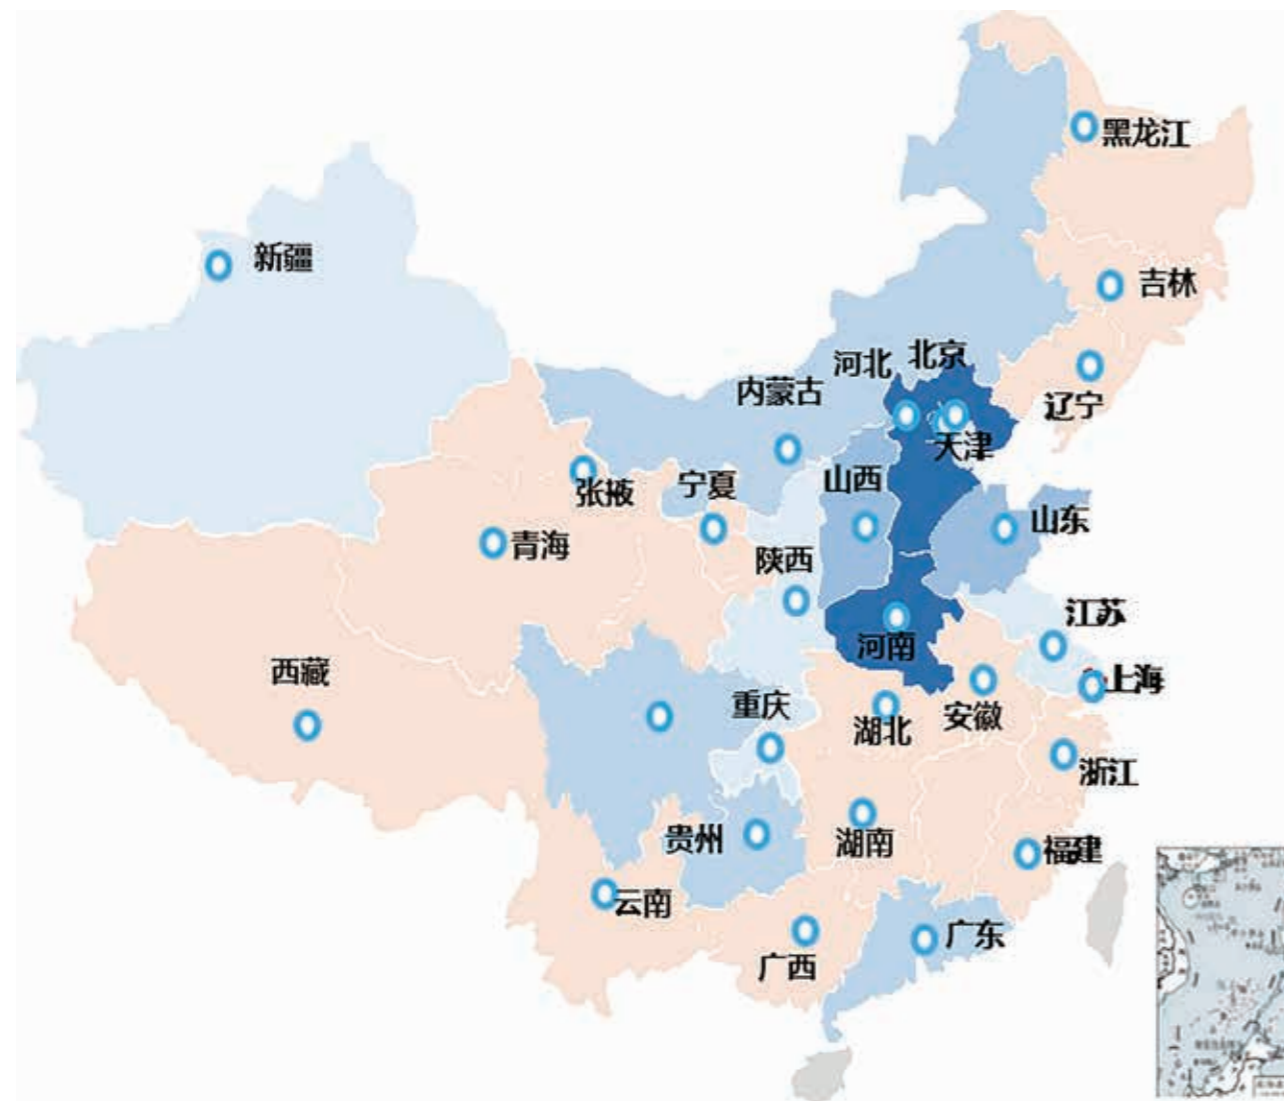 黑龙江
新疆
吉林
河北
北京
内蒙古
辽宁
天津
山西
宁夏
张掖
山东
青海
陕西
江苏
河南
西藏
上海
重庆
安徽
湖北
浙江
贵州
湖南
福建
云南
广东
广西